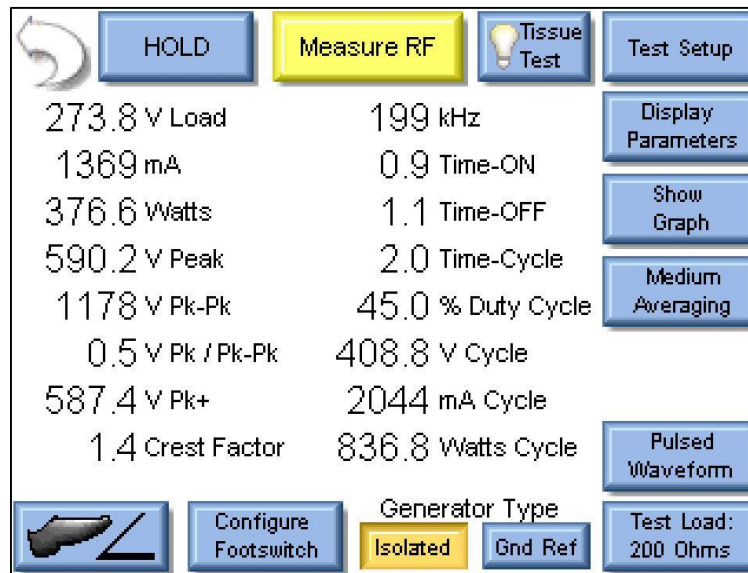 HOLD
Measure RF
Tissue
Test
Test Setup
273.8 V Load
199 kHz
Display
Parameters
1369 mA
0.9 Time-ON
376.6 Watts
1.1 Time-OFF
Show
Graph
590.2 V Peak
2.0 Time-Cycle
Medium
Averaging
1178 V Pk-Pk
45.0 % Duty Cycle
0.5 V Pk / Pk-Pk
408.8 V Cycle
587.4 V Pk+
2044 mA Cycle
1.4 Crest Factor
836.8 Watts Cycle
Pulsed
Waveform
Configure
Footswitch
Generator Type
Isolated
Gnd Ref
Test Load:
200 Ohms